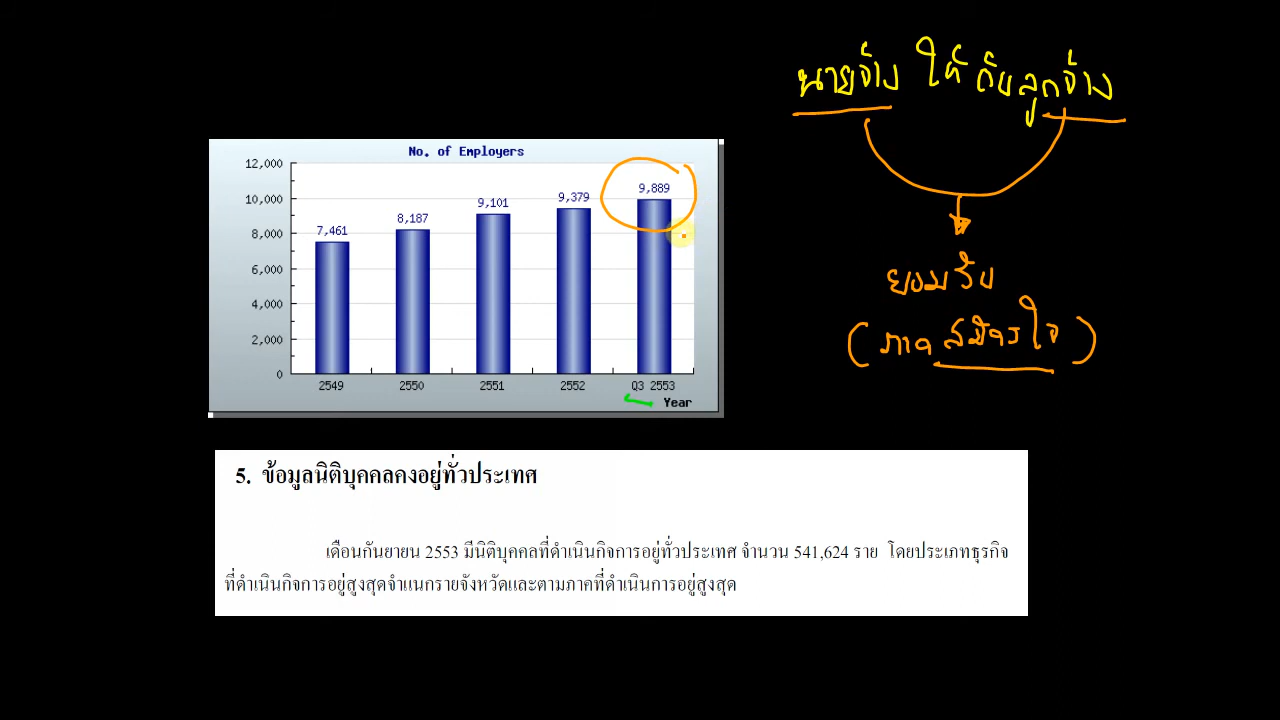 นายจ้าง ให้ กับลูกจ้าง
No. of Employers
12,000
10,000
8,000
6,000
4,000
2,000
0
7,461
8,187
9,101
9,379
9,889
2549
2550
2551
2552
Q3 2553
Year
ยอมรับ
(ภาคสมัครใจ)
5. ข้อมูลนิติบุคคลคงอยู่ทั่วประเทศ
เดือนกันยายน 2553 มีนิติบุคคลที่ดำเนินกิจการอยู่ทั่วประเทศ จำนวน 541,624 ราย โดยประเภทธุรกิจ
ที่ดำเนินกิจการอยู่สูงสุดจำแนกรายจังหวัดและตามภาคที่ดำเนินการอยู่สูงสุด